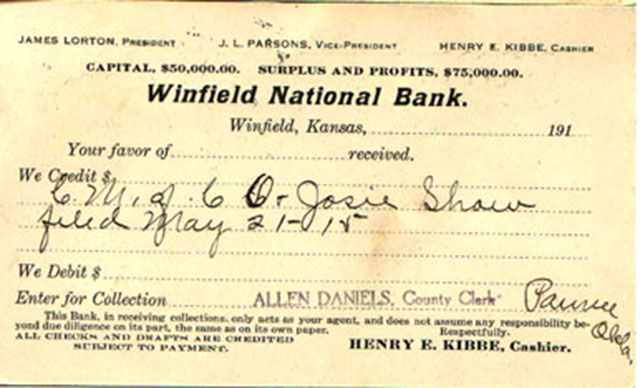 JAMES LORTON, PRESIDENT J. L. PARSONS, VICE-PRESIDENT HENRY E. KIBBE, CASHIER
CAPITAL, $50,000.00. SURPLUS AND PROFITS, $75,000.00.
Winfield National Bank.
Winfield, Kansas, 191
Your favor of received.
We Credit $
C. M. of C O - Josie Shaw
filed May 21-15
We Debit $
Enter for Collection ALLEN DANIELS, County Clerk Pawnee
Okla.
This Bank, in receiving collections, only acts as your agent, and does not assume any responsibility be-
yond due diligence on its part, the same as on its own paper. Respectfully,
ALL CHECKS AND DRAFTS ARE CREDITED
SUBJECT TO PAYMENT. HENRY E. KIBBE, Cashier.